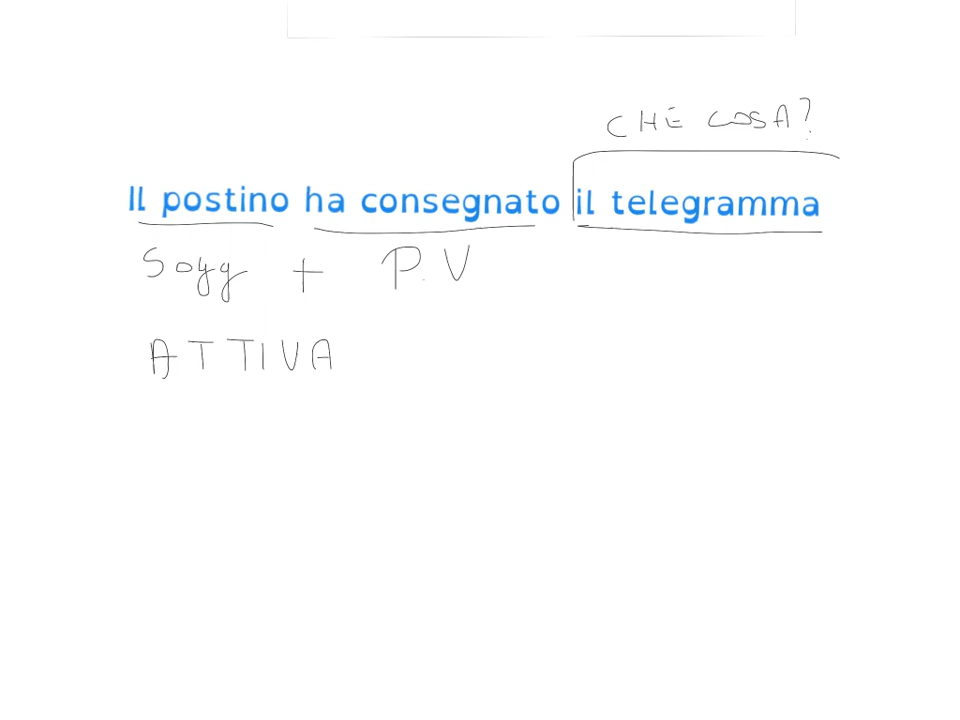 CHE COSA?
Il postino ha consegnato il telegramma
Sogg + P.V
ATTIVA